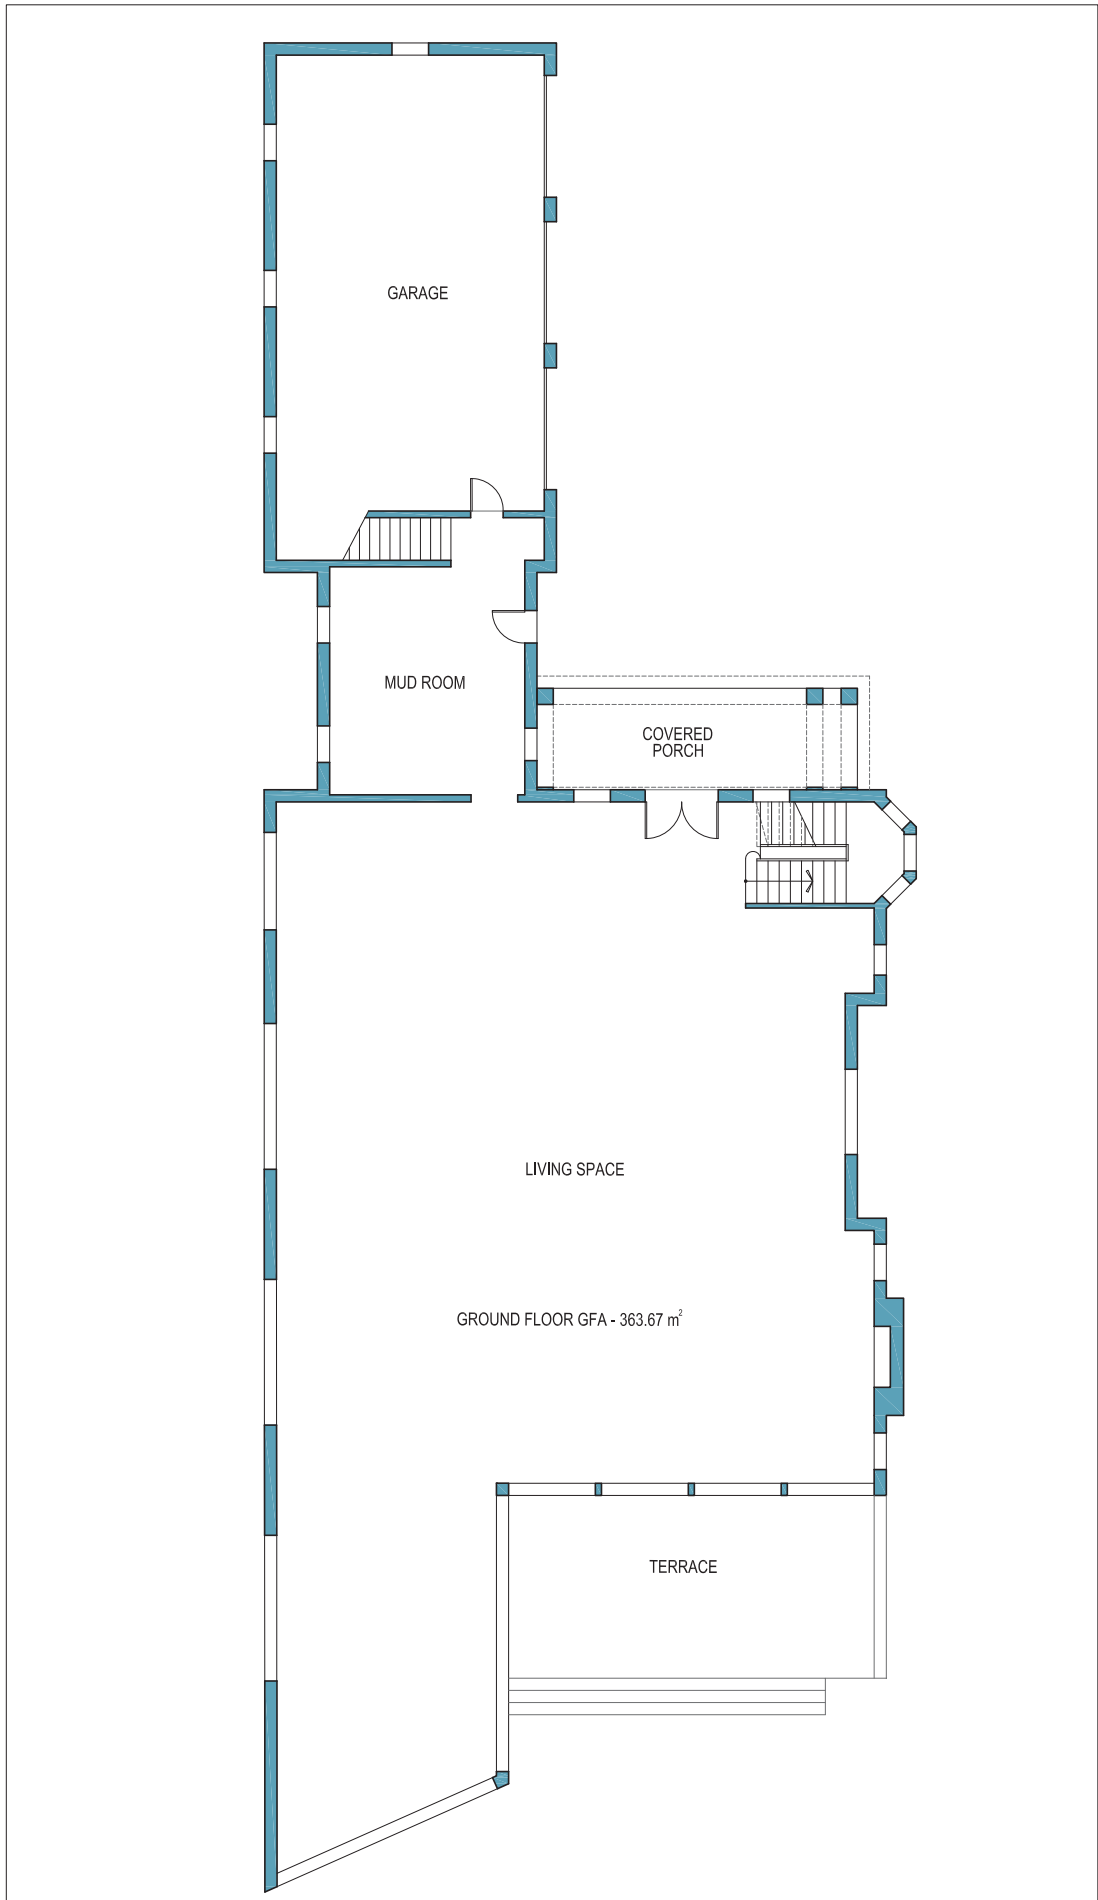 GARAGE
MUD ROOM
COVERED
PORCH
LIVING SPACE
GROUND FLOOR GFA - 363.67 m²
TERRACE